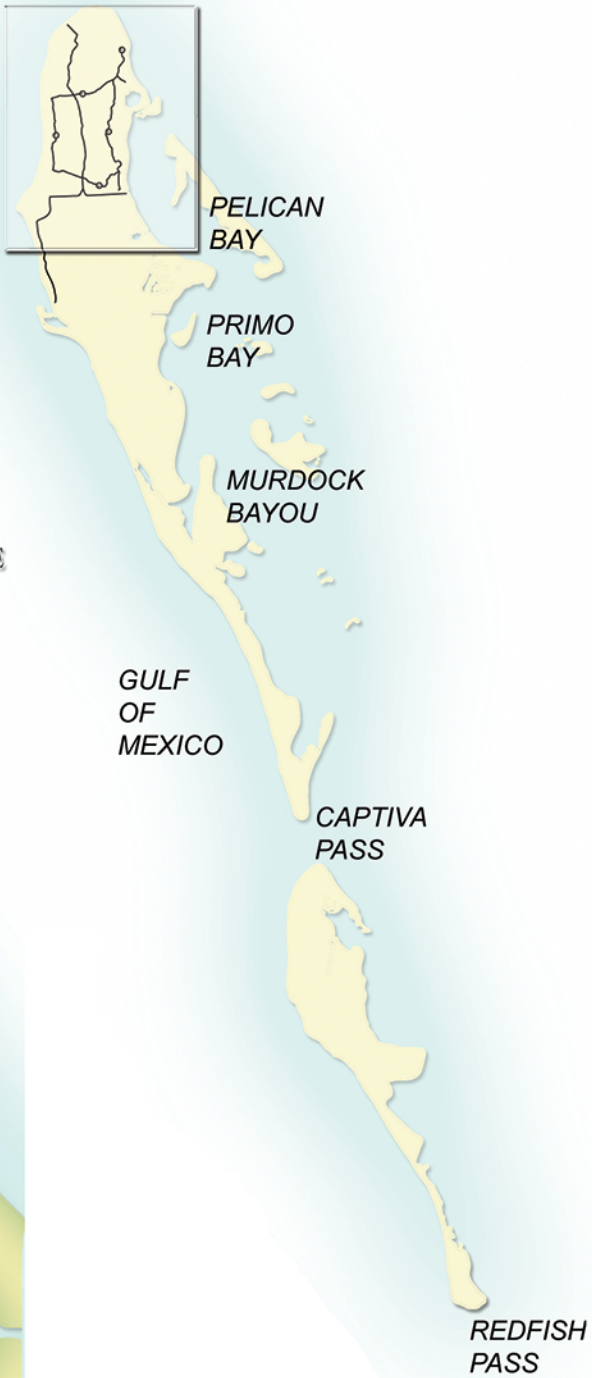 PELICAN
BAY
PRIMO
BAY
MURDOCK
BAYOU
GULF
OF
MEXICO
CAPTIVA
PASS
REDFISH
PASS